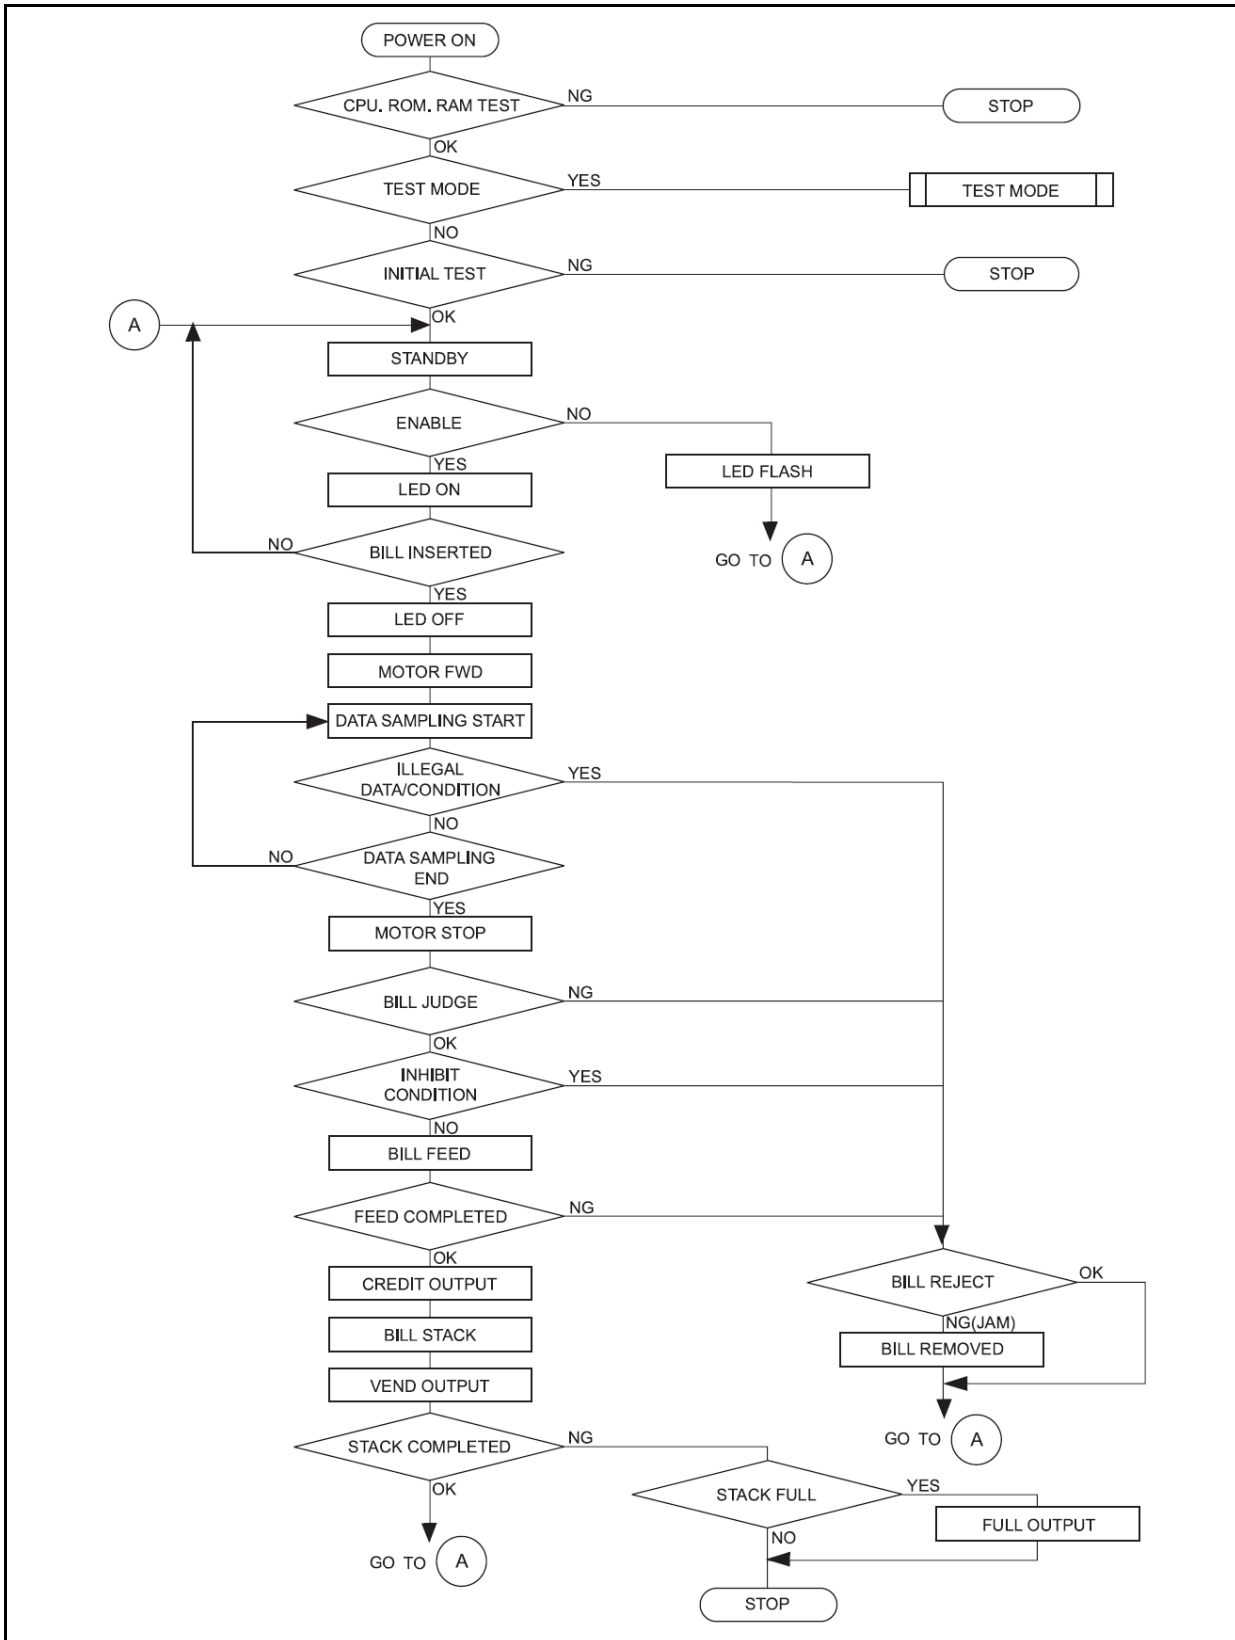 POWER ON
CPU. ROM. RAM TEST
NG
STOP
OK
TEST MODE
YES
TEST MODE
NO
INITIAL TEST
NG
STOP
OK
A
STANDBY
ENABLE
NO
YES
LED FLASH
LED ON
NO
BILL INSERTED
GO TO A
YES
LED OFF
MOTOR FWD
DATA SAMPLING START
ILLEGAL
DATA/CONDITION
YES
NO
NO
DATA SAMPLING
END
YES
MOTOR STOP
BILL JUDGE
NG
OK
INHIBIT
CONDITION
YES
NO
BILL FEED
FEED COMPLETED
NG
OK
CREDIT OUTPUT
BILL REJECT
OK
NG(JAM)
BILL STACK
BILL REMOVED
VEND OUTPUT
STACK COMPLETED
NG
GO TO A
OK
STACK FULL
YES
FULL OUTPUT
NO
GO TO A
STOP